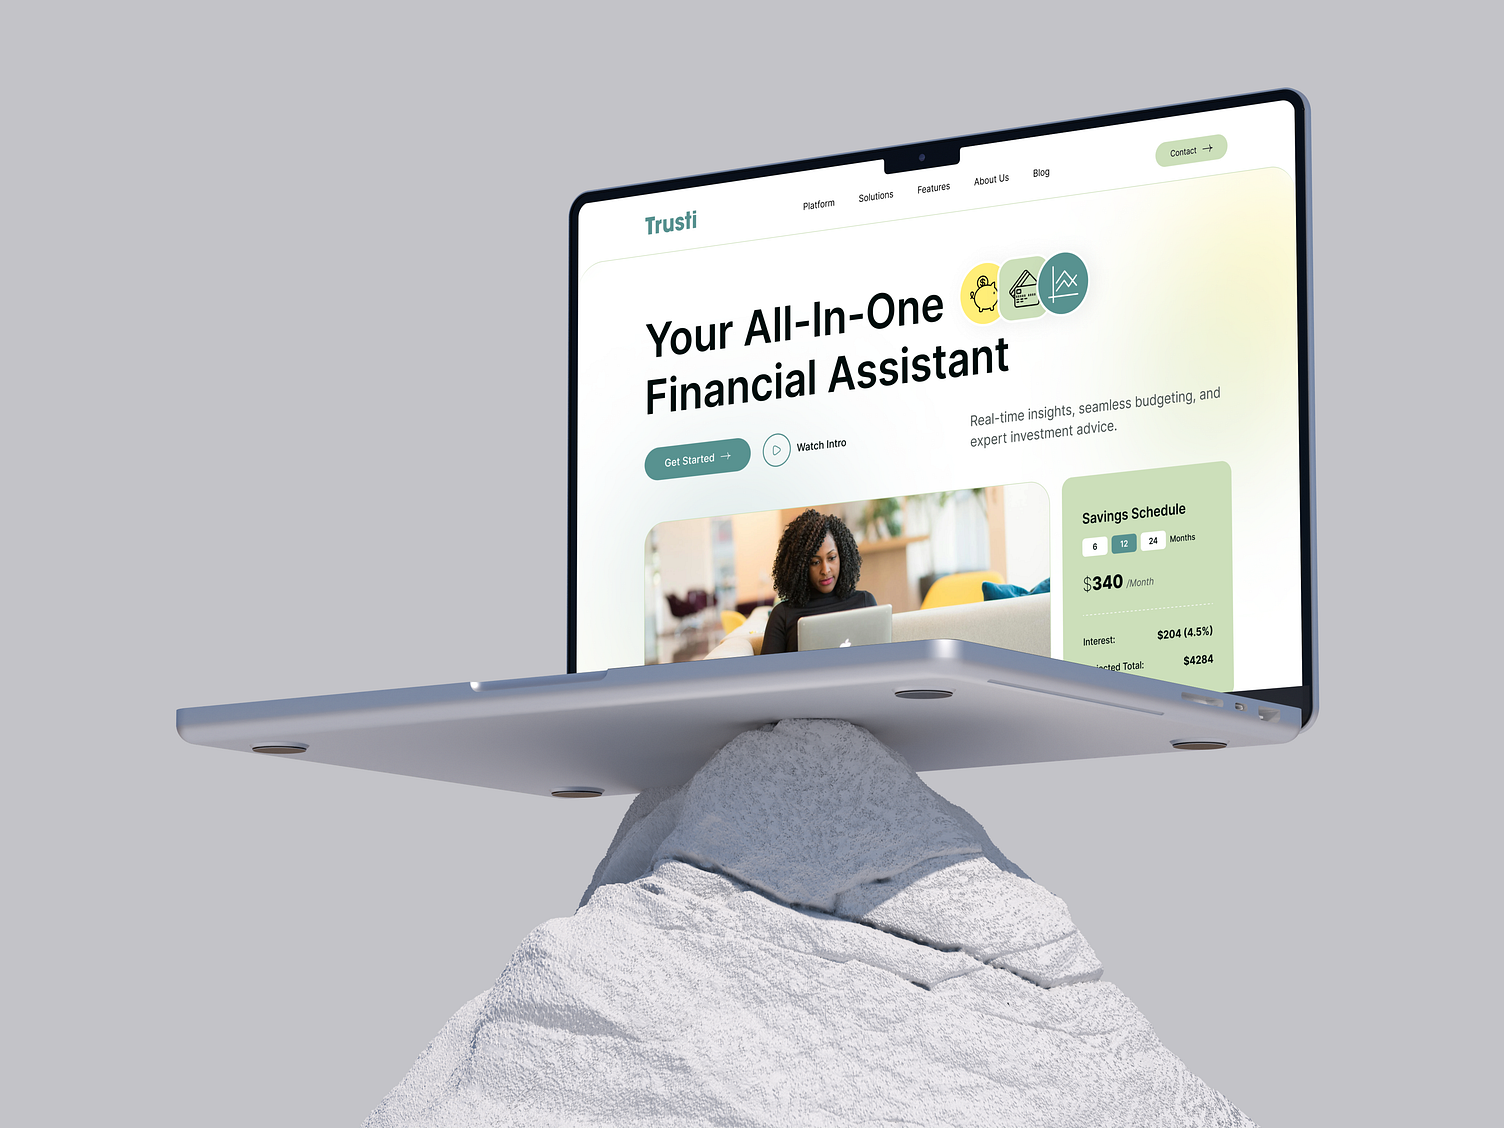 Trusti
Platform
Solutions
Features
About Us
Blog
Contact
Your All-In-One
Financial Assistant
Real-time insights, seamless budgeting, and
expert investment advice.
Get Started
Watch Intro
Savings Schedule
6 12 24 Months
$340 /Month
Interest: $204 (4.5%)
Total: $4284